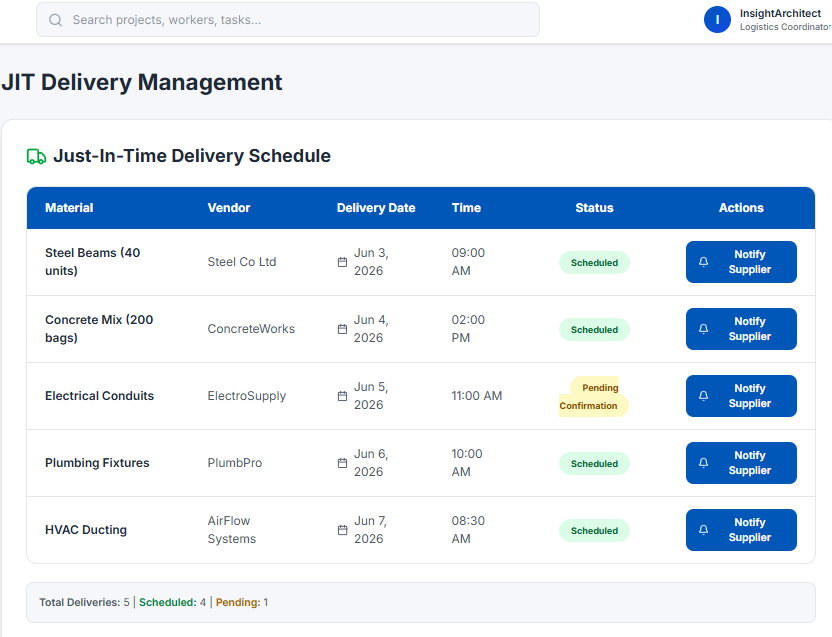 Search projects, workers, tasks...
I
InsightArchitect
Logistics Coordinator
JIT Delivery Management
Just-In-Time Delivery Schedule
Material Vendor Delivery Date Time Status Actions
Steel Beams (40
units)
Steel Co Ltd
Jun 3,
2026
09:00
AM
Scheduled
Notify
Supplier
Concrete Mix (200
bags)
ConcreteWorks
Jun 4,
2026
02:00
PM
Scheduled
Notify
Supplier
Electrical Conduits
ElectroSupply
Jun 5,
2026
11:00 AM
Pending
Confirmation
Notify
Supplier
Plumbing Fixtures
PlumbPro
Jun 6,
2026
10:00
AM
Scheduled
Notify
Supplier
HVAC Ducting
AirFlow
Systems
Jun 7,
2026
08:30
AM
Scheduled
Notify
Supplier
Total Deliveries: 5 | Scheduled: 4 | Pending: 1